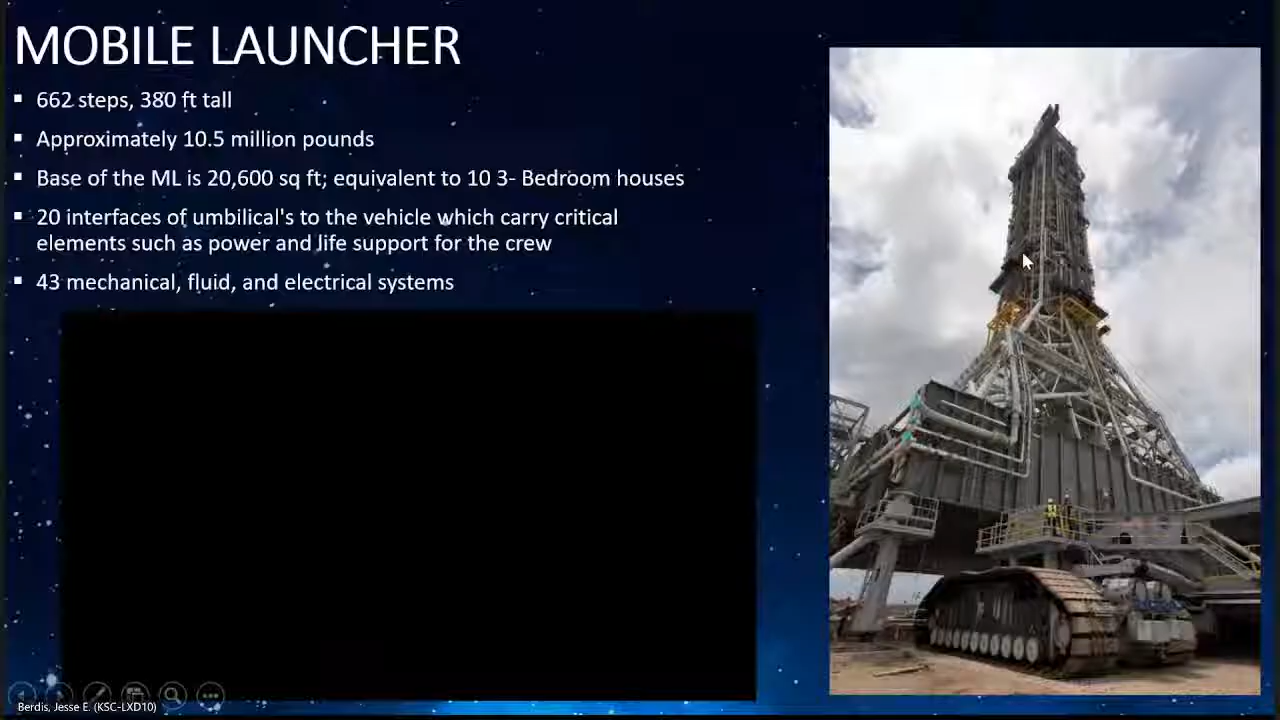 MOBILE LAUNCHER
▪ 662 steps, 380 ft tall
▪ Approximately 10.5 million pounds
▪ Base of the ML is 20,600 sq ft; equivalent to 10 3- Bedroom houses
▪ 20 interfaces of umbilical's to the vehicle which carry critical
elements such as power and life support for the crew
▪ 43 mechanical, fluid, and electrical systems
Berdis, Jesse E. (KSC-LXD10)